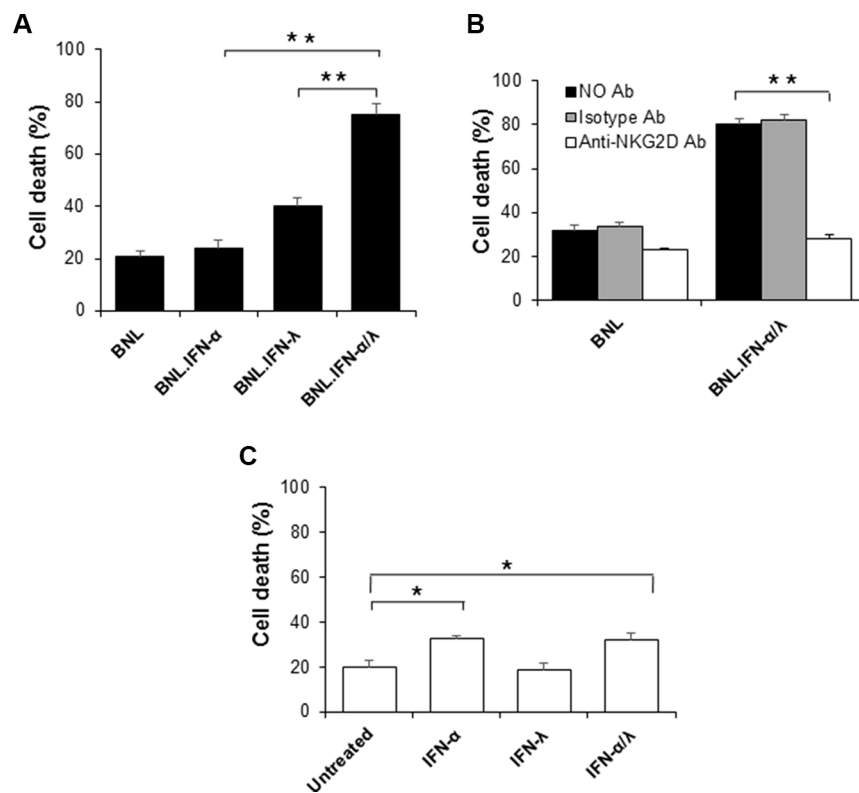 A
Cell death (%)
100
80
60
40
20
0
**
**
BNL
BNL.IFN-α
BNL.IFN-λ
BNL.IFN-α/λ
B
Cell death (%)
100
80
60
40
20
0
NO Ab
Isotype Ab
Anti-NKG2D Ab
**
BNL
BNL.IFN-α/λ
C
Cell death (%)
100
80
60
40
20
0
*
*
Untreated
IFN-α
IFN-λ
IFN-α/λ